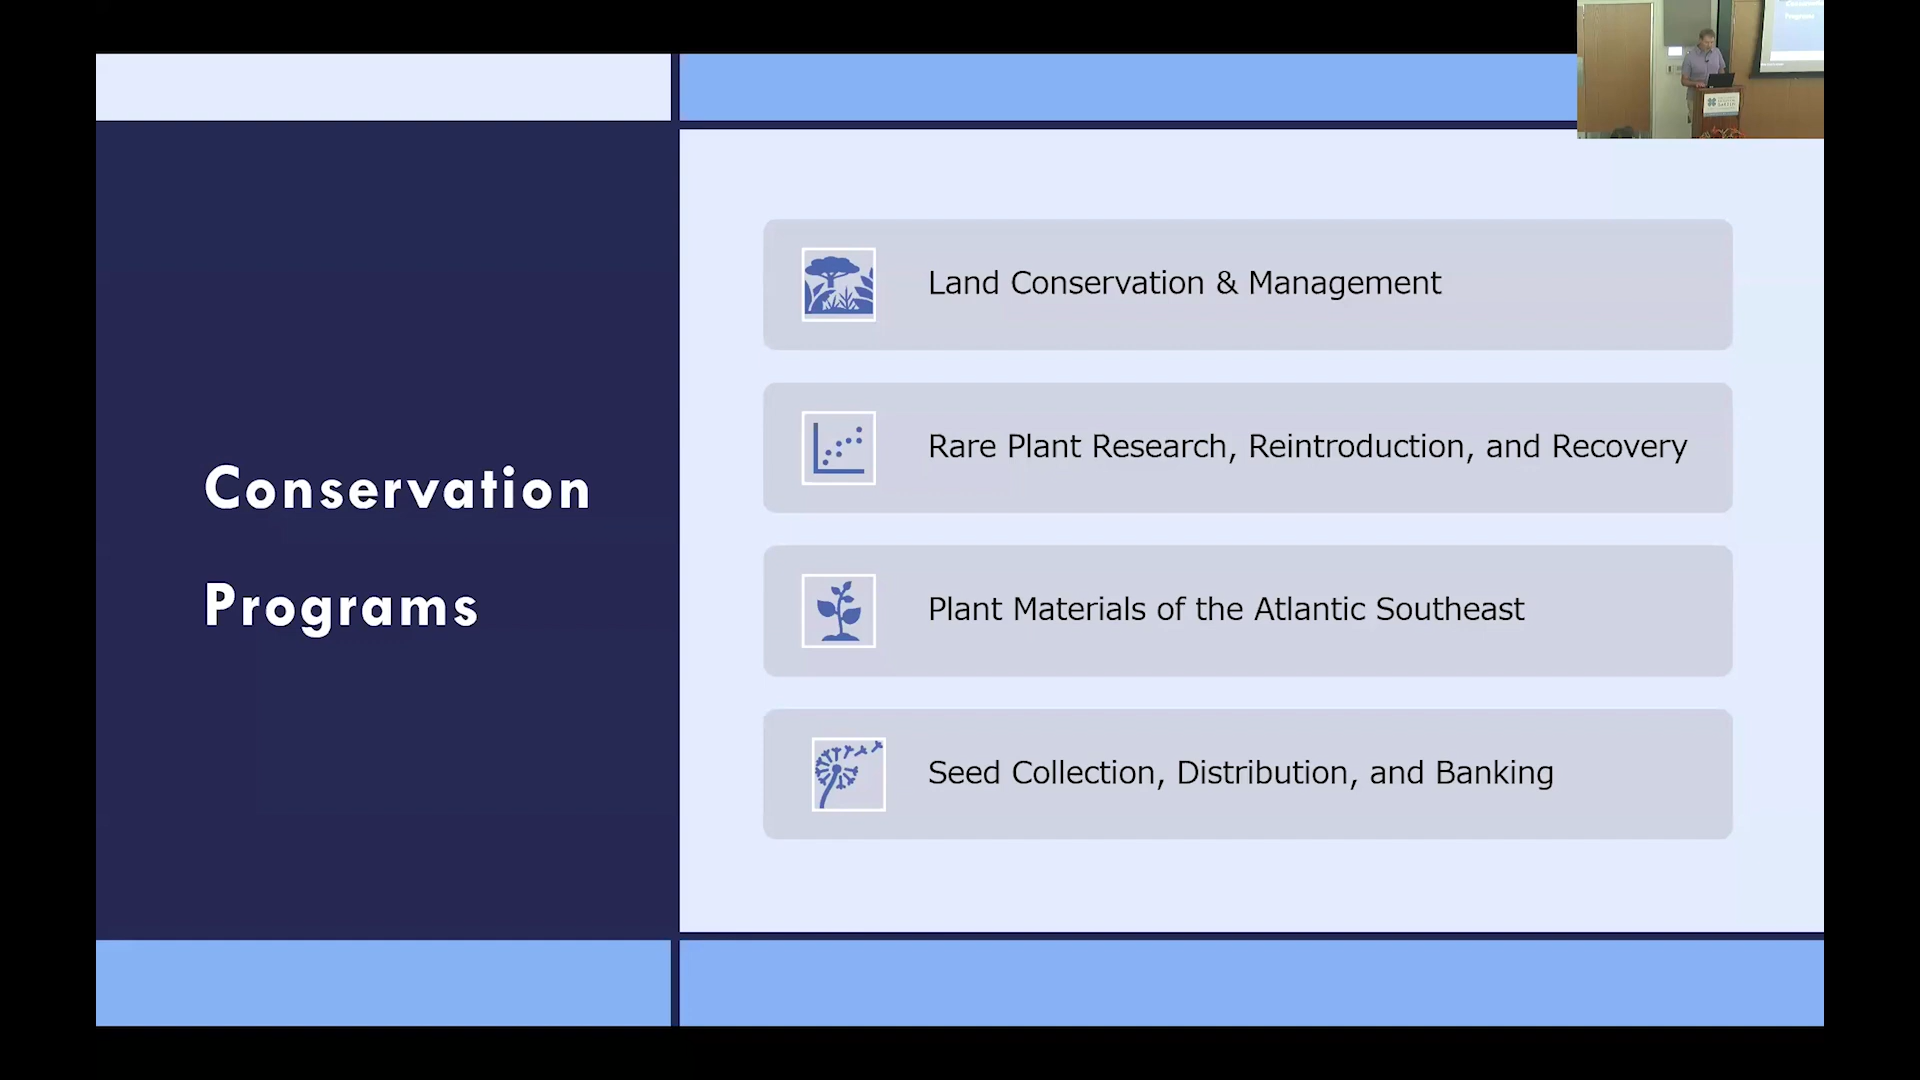 Conservation
Programs
Land Conservation & Management
Rare Plant Research, Reintroduction, and Recovery
Plant Materials of the Atlantic Southeast
Seed Collection, Distribution, and Banking